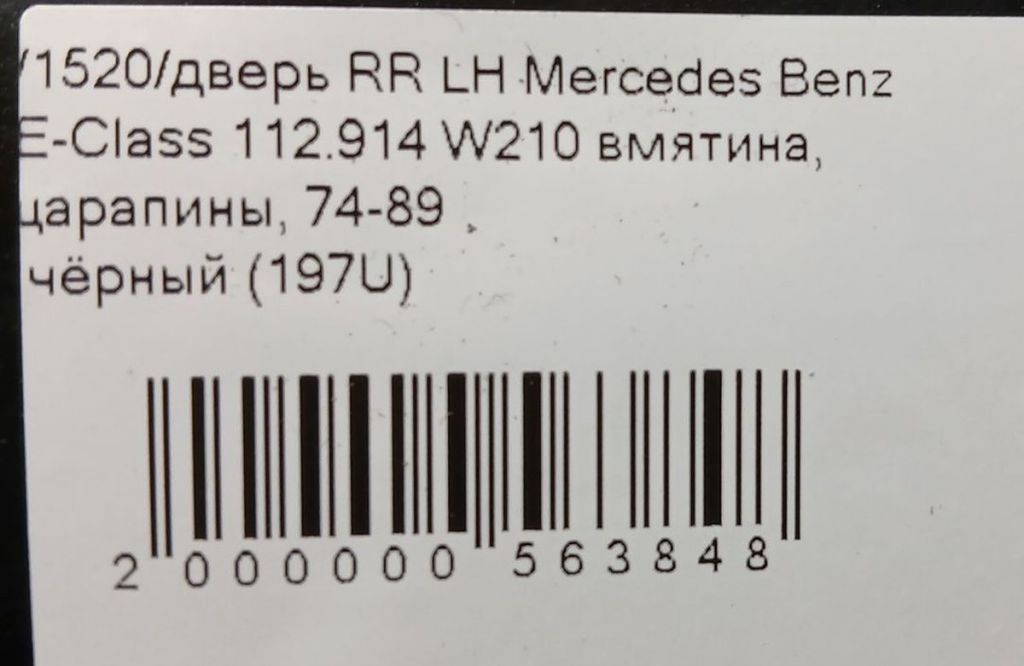 /1520/дверь RR LH Mercedes Benz
E-Class 112.914 W210 вмятина,
царапины, 74-89
чёрный (197U)
2 000000 563848